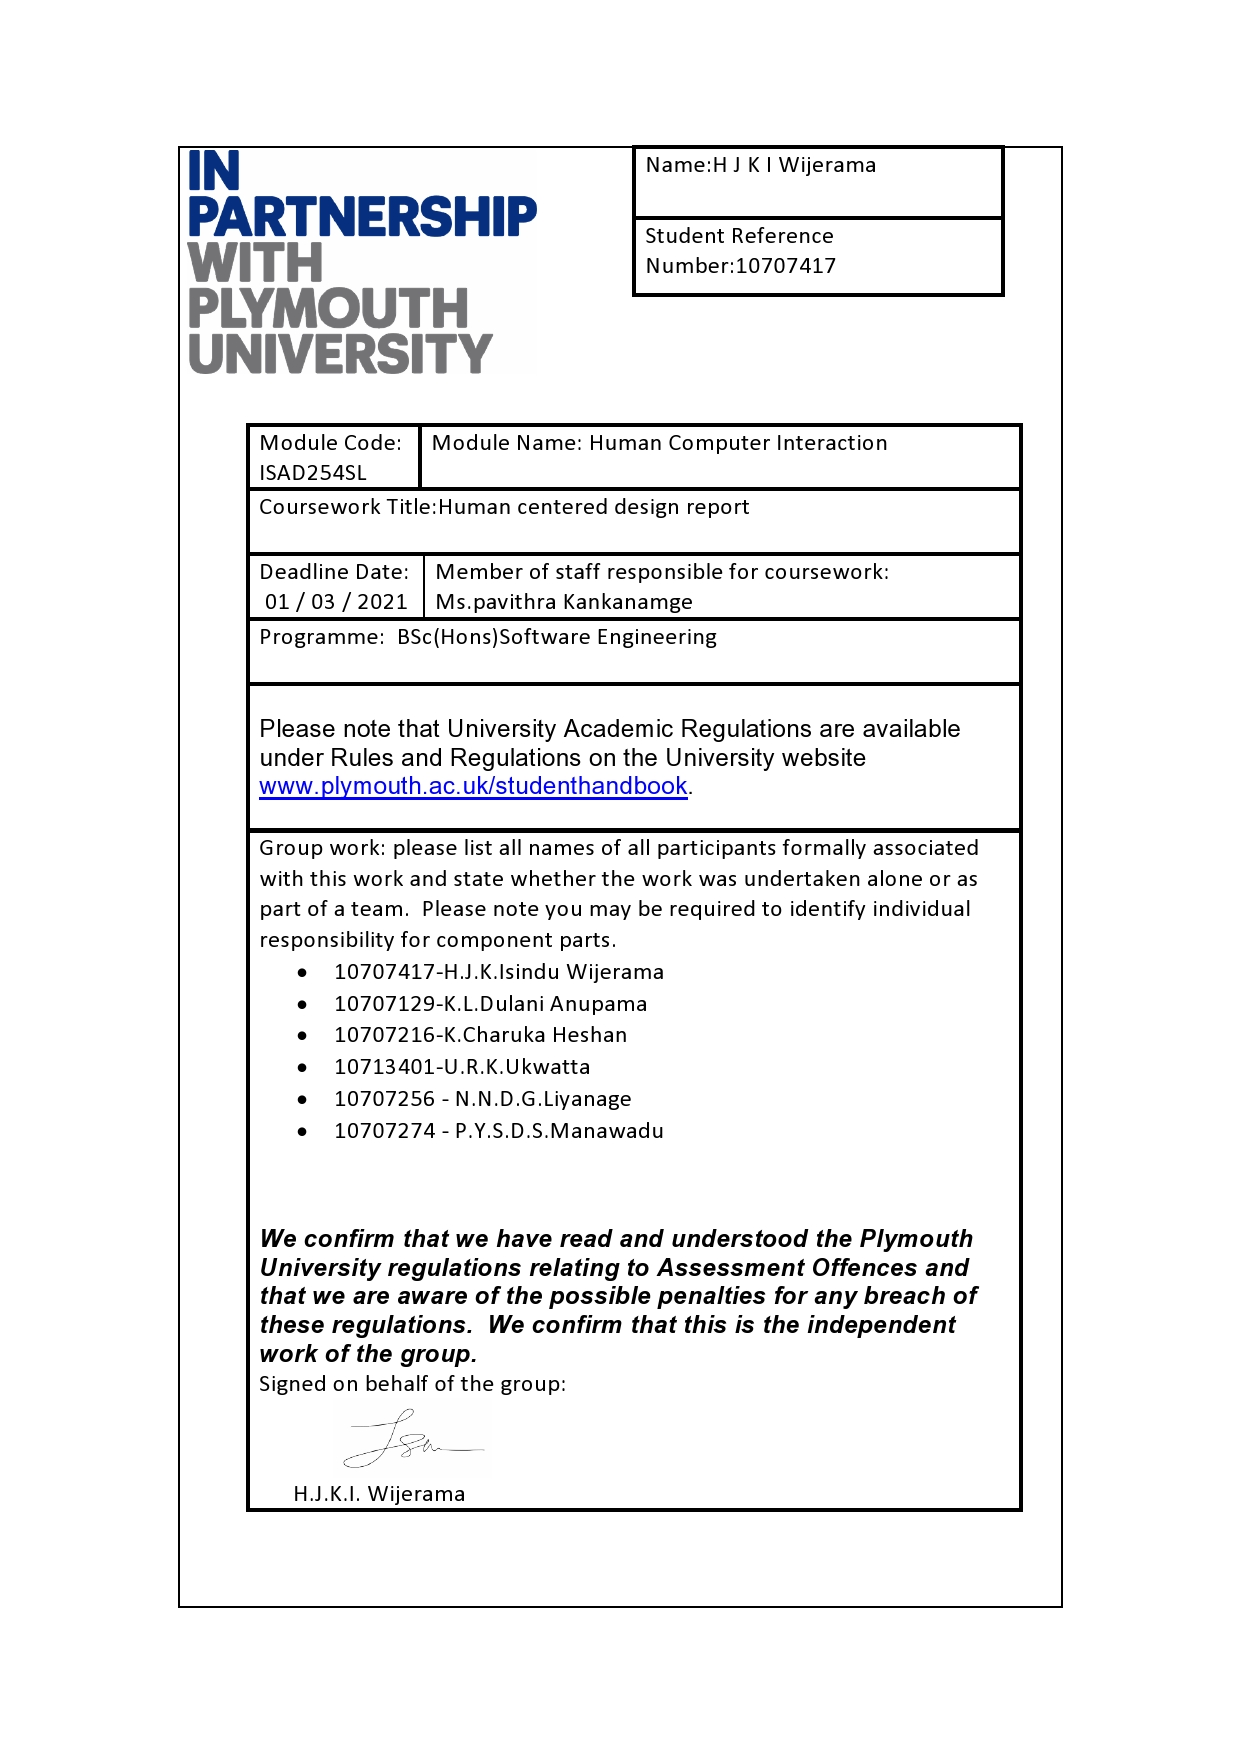 IN
PARTNERSHIP
WITH
PLYMOUTH
UNIVERSITY
Name:H J K I Wijerama
Student Reference
Number:10707417
Module Code:
ISAD254SL
Module Name: Human Computer Interaction
Coursework Title:Human centered design report
Deadline Date:
01 / 03 / 2021
Member of staff responsible for coursework:
Ms.pavithra Kankanamge
Programme:  BSc(Hons)Software Engineering
Please note that University Academic Regulations are available
under Rules and Regulations on the University website
www.plymouth.ac.uk/studenthandbook.
Group work: please list all names of all participants formally associated
with this work and state whether the work was undertaken alone or as
part of a team.  Please note you may be required to identify individual
responsibility for component parts.
• 10707417-H.J.K.Isindu Wijerama
• 10707129-K.L.Dulani Anupama
• 10707216-K.Charuka Heshan
• 10713401-U.R.K.Ukwatta
• 10707256 - N.N.D.G.Liyanage
• 10707274 - P.Y.S.D.S.Manawadu
We confirm that we have read and understood the Plymouth
University regulations relating to Assessment Offences and
that we are aware of the possible penalties for any breach of
these regulations.  We confirm that this is the independent
work of the group.
Signed on behalf of the group:
H.J.K.I. Wijerama